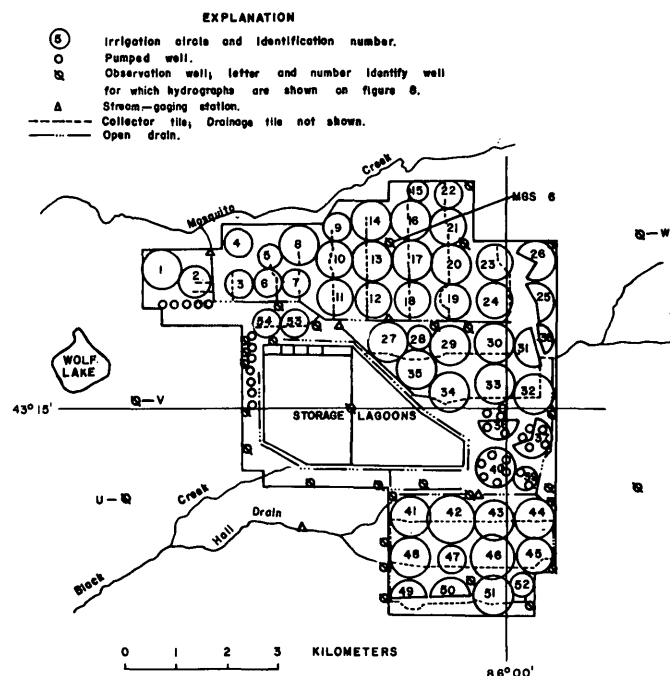 EXPLANATION
5 Irrigation circle and identification number.
Pumped well.
Observation well; letter and number identify well
for which hydrographs are shown on figure 8.
Stream-gaging station.
Collector tile; Drainage tile not shown.
Open drain.
Creek
Mosquito
MGS 6
W
15 22
14 16
9 21
4 8
5 26
10 13 17 20 23
1 2
3 6 7
11 12 18 19 24 25
54 53
27 28 29 30 31
35
WOLF
LAKE
33 32
34
V
43° 15'
STORAGE LAGOONS
37
40
U
Creek
Hall Drain
Black
41 42 43 44
48 47 46 45
49 50 51 52
0 1 2 3 KILOMETERS
86° 00'